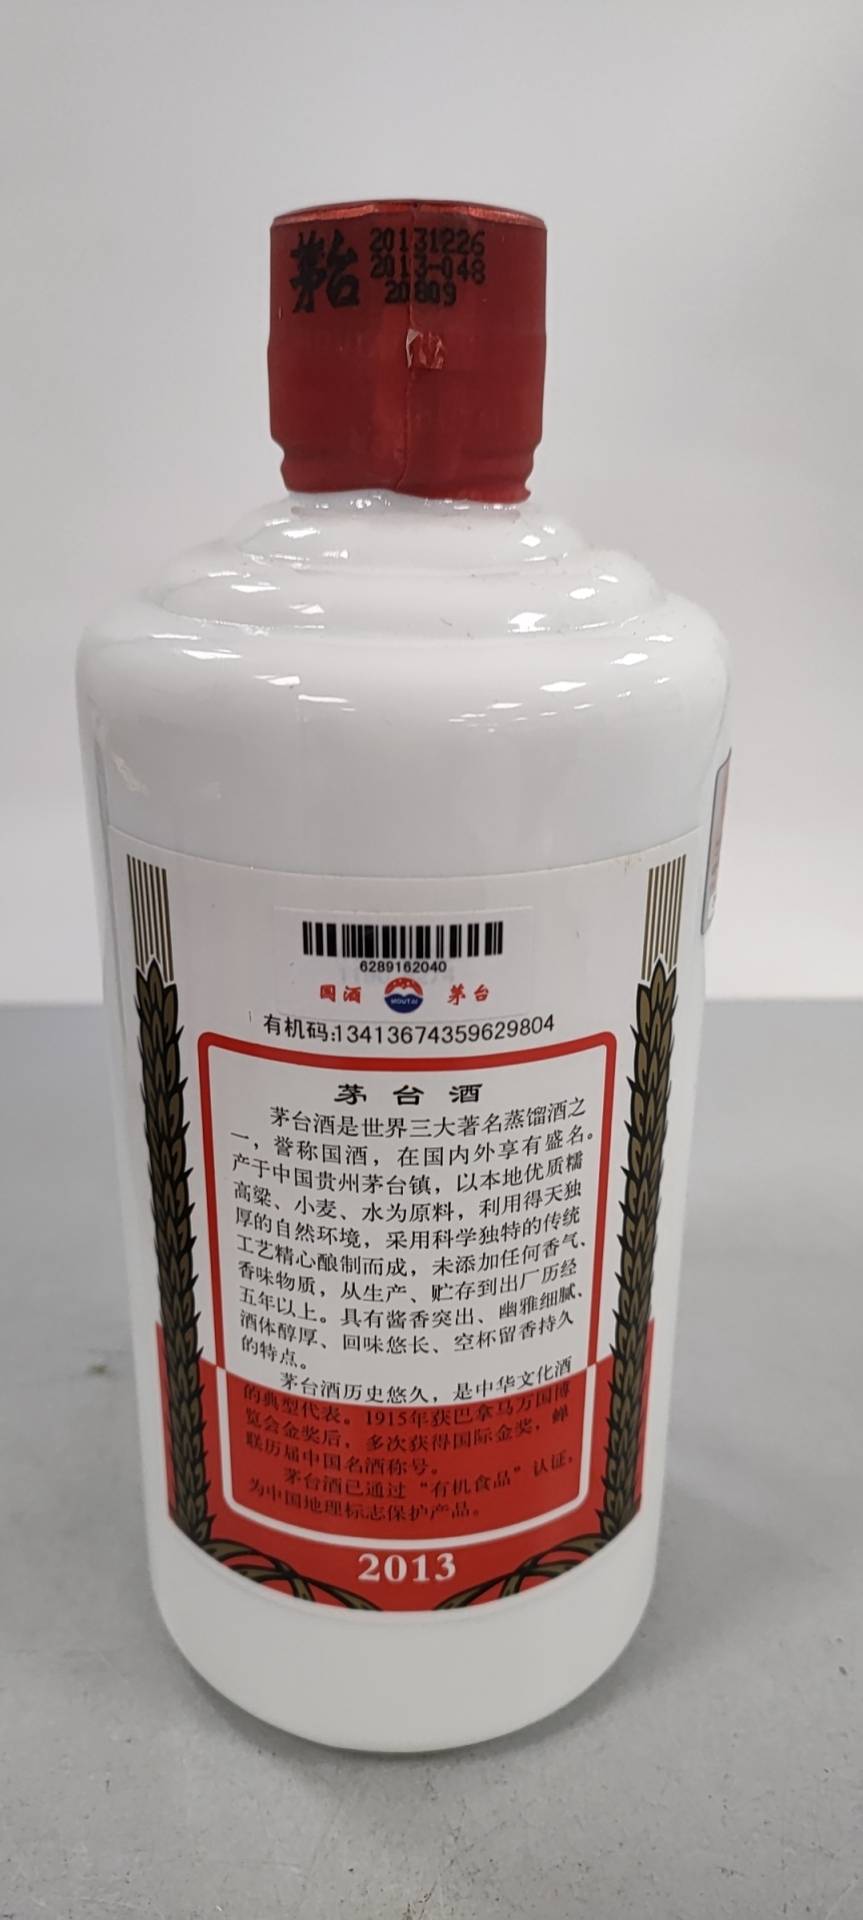 茅台
20131226
2013-048
20809
6289162040
国酒 MOUTAI 茅台
有机码:13413674359629804
茅台酒
茅台酒是世界三大著名蒸馏酒之
一，誉称国酒，在国内外享有盛名。
产于中国贵州茅台镇，以本地优质糯
高粱、小麦、水为原料，利用得天独
厚的自然环境，采用科学独特的传统
工艺精心酿制而成，未添加任何香气、
香味物质，从生产、贮存到出厂历经
五年以上。具有酱香突出、幽雅细腻、
酒体醇厚、回味悠长、空杯留香持久
的特点。
茅台酒历史悠久，是中华文化酒
的典型代表。1915年获巴拿马万国博
览会金奖后，多次获得国际金奖，蝉
联历届中国名酒称号。
茅台酒已通过“有机食品”认证，
为中国地理标志保护产品。
2013